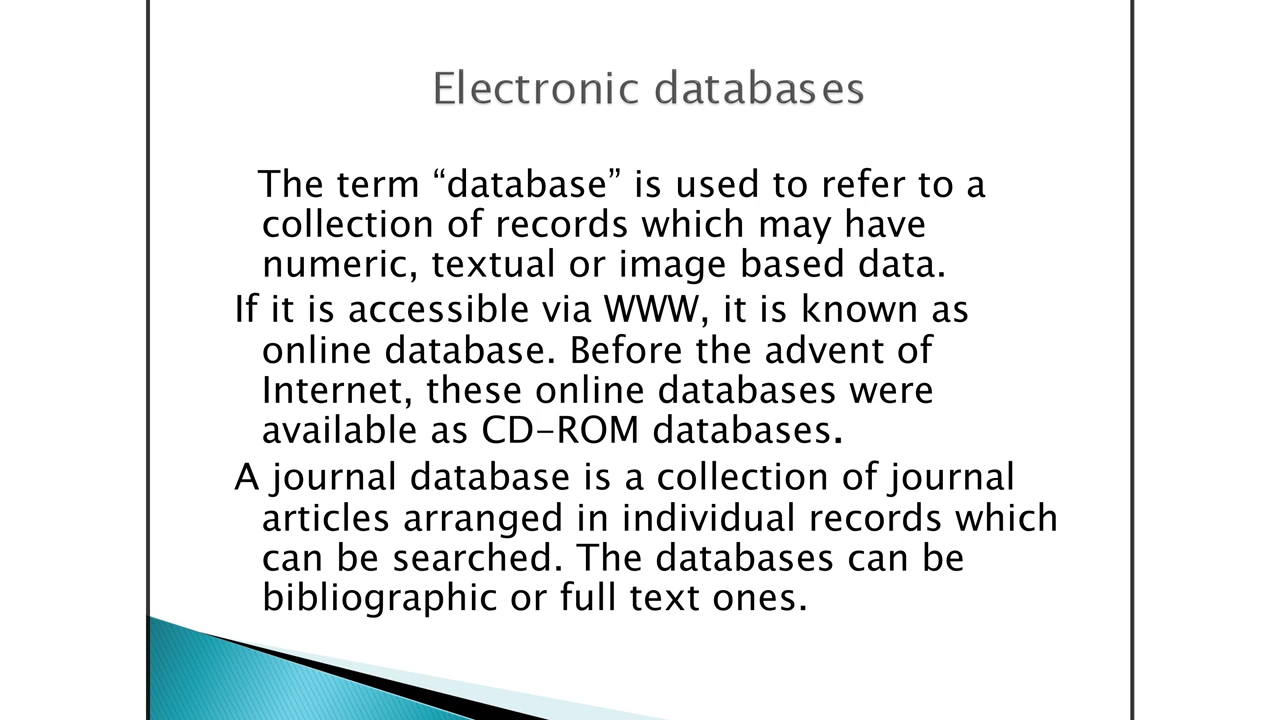 Electronic databases
The term “database” is used to refer to a
collection of records which may have
numeric, textual or image based data.
If it is accessible via WWW, it is known as
online database. Before the advent of
Internet, these online databases were
available as CD-ROM databases.
A journal database is a collection of journal
articles arranged in individual records which
can be searched. The databases can be
bibliographic or full text ones.